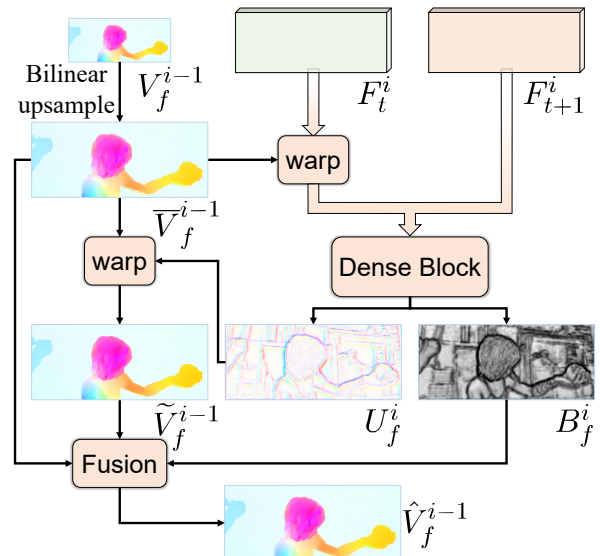 Bilinear
upsample
$V_f^{i-1}$
$F_t^i$
$F_{t+1}^i$
warp
$\overline{V}_f^{i-1}$
warp
Dense Block
$\widetilde{V}_f^{i-1}$
$U_f^i$
$B_f^i$
Fusion
$\hat{V}_f^{i-1}$